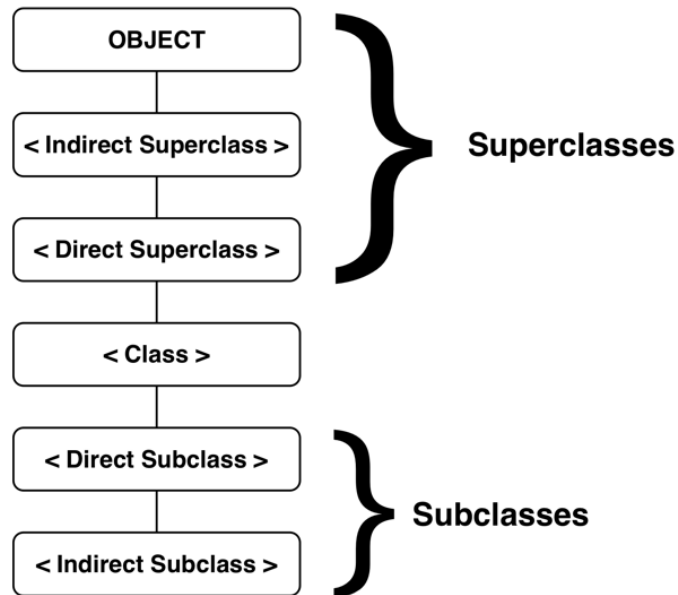 OBJECT
< Indirect Superclass >
Superclasses
< Direct Superclass >
< Class >
< Direct Subclass >
Subclasses
< Indirect Subclass >